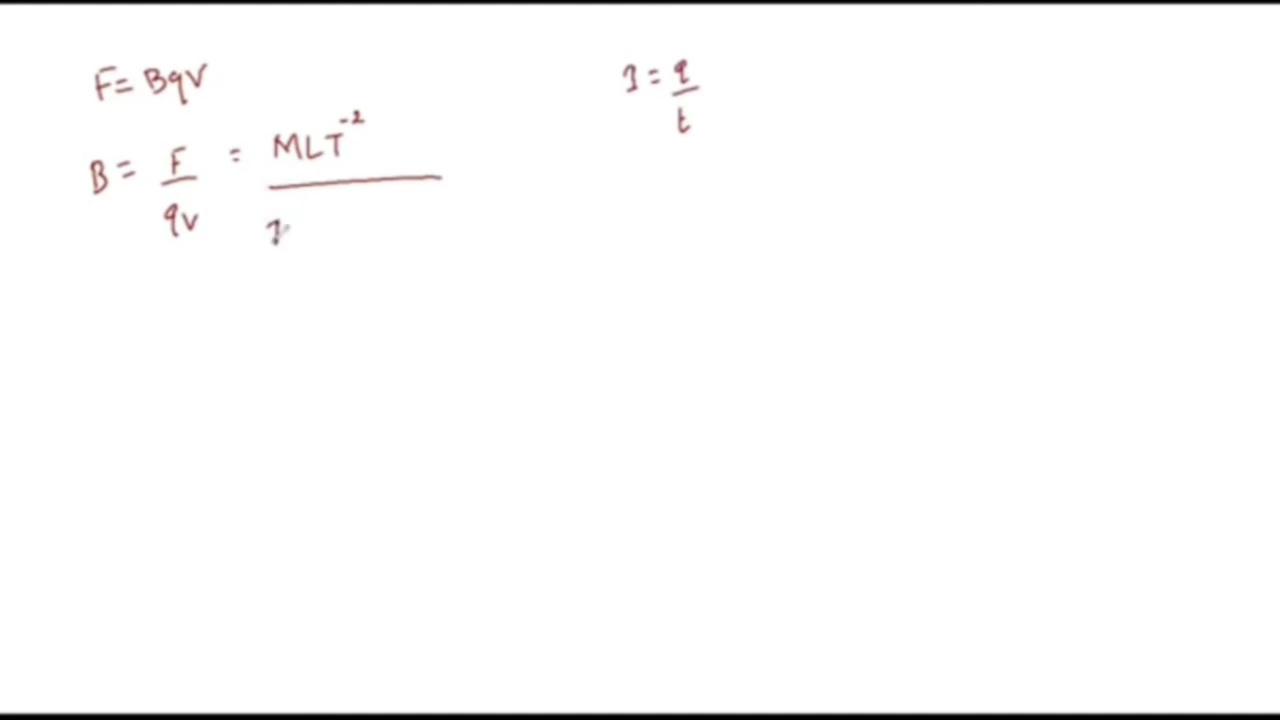 F = BqV
I = q/t
B = F/qV = MLT⁻²/I